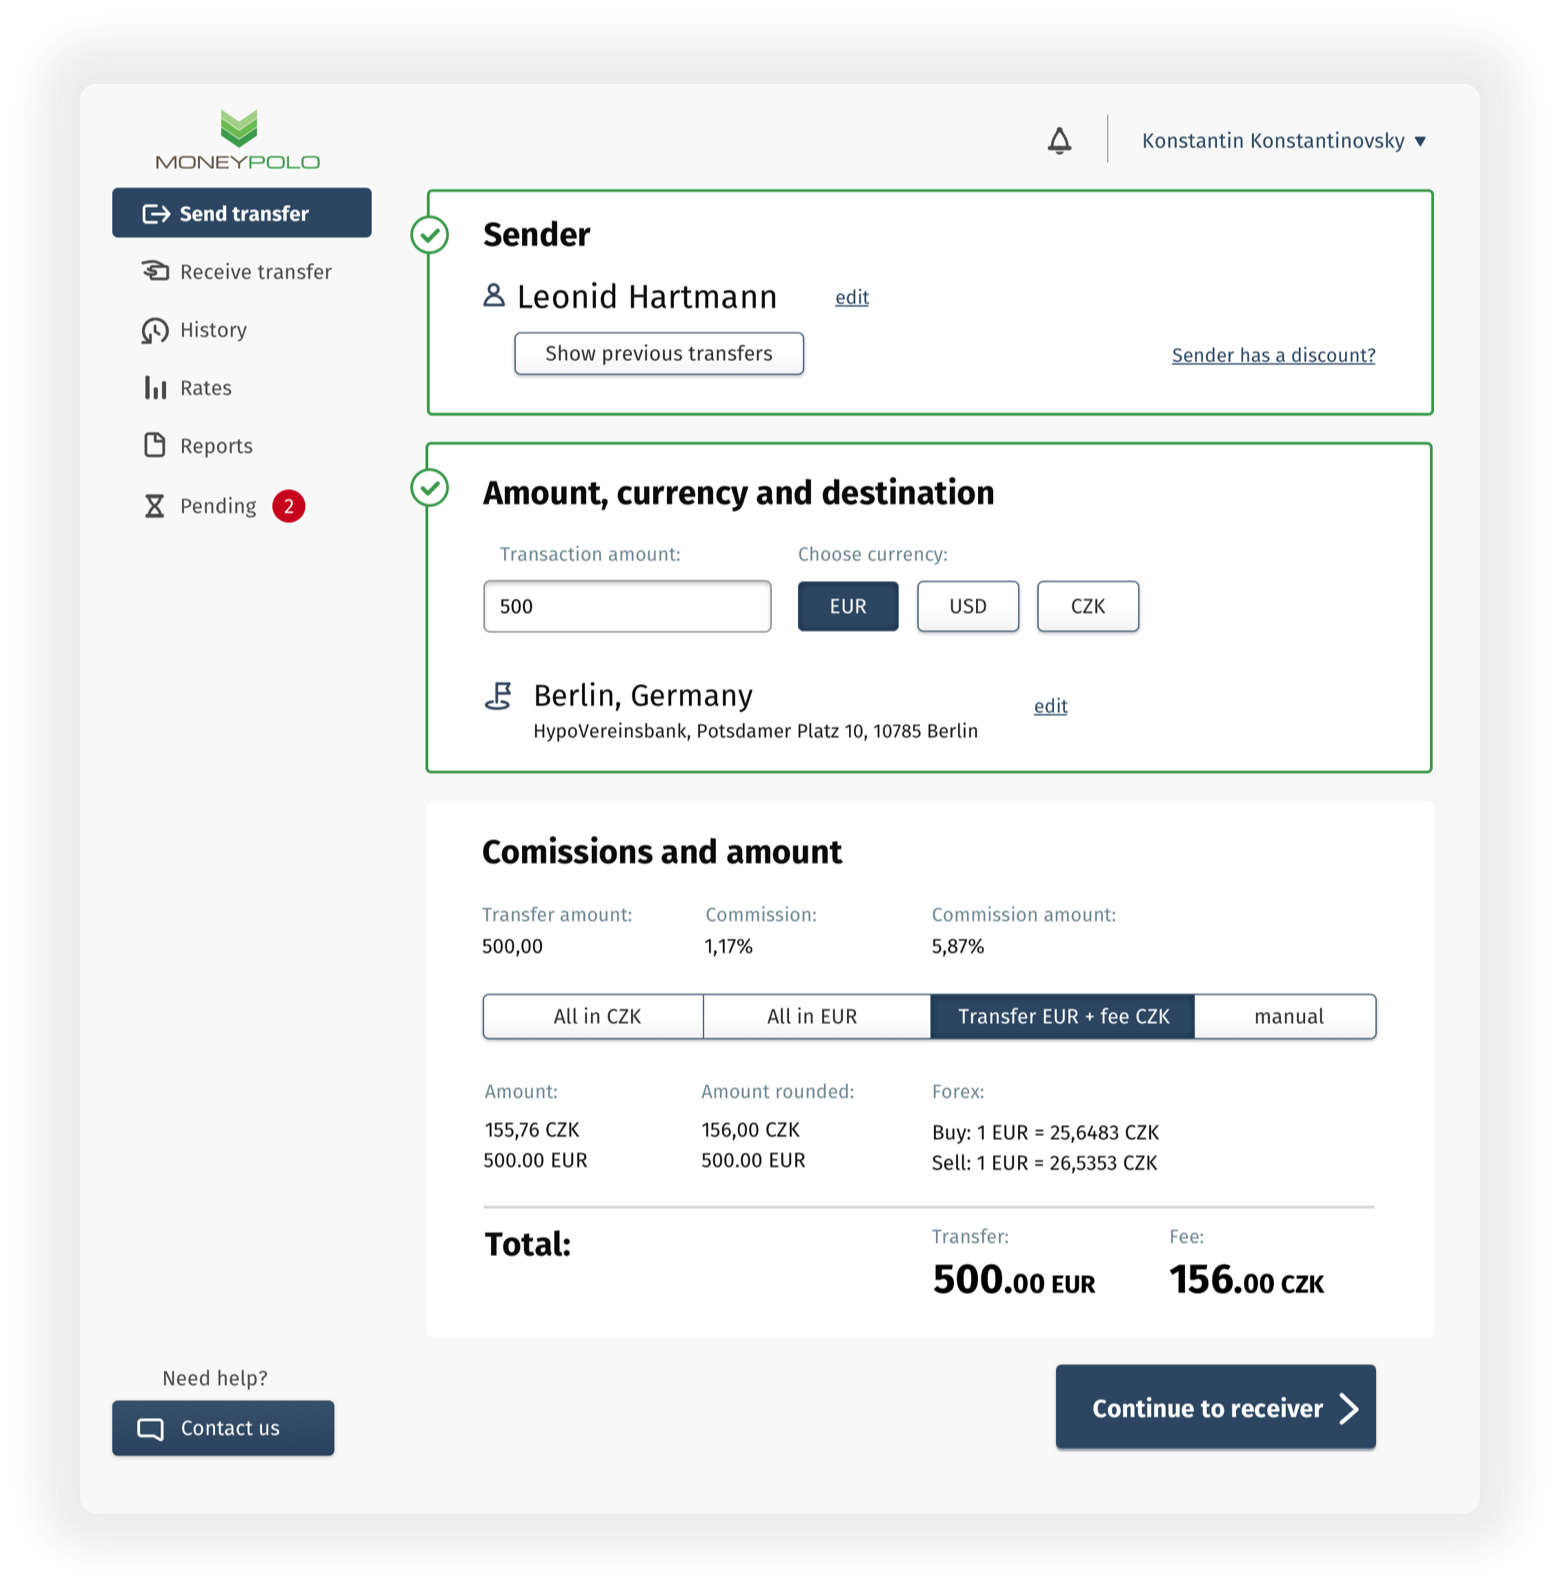 MONEYPOLO
Konstantin Konstantinovsky
Send transfer
Receive transfer
History
Rates
Reports
Pending 2
Sender
Leonid Hartmann edit
Show previous transfers
Sender has a discount?
Amount, currency and destination
Transaction amount: Choose currency:
500 EUR USD CZK
Berlin, Germany
edit
HypoVereinsbank, Potsdamer Platz 10, 10785 Berlin
Comissions and amount
Transfer amount: Commission: Commission amount:
500,00 1,17% 5,87%
All in CZK All in EUR Transfer EUR + fee CZK manual
Amount: Amount rounded: Forex:
155,76 CZK 156,00 CZK Buy: 1 EUR = 25,6483 CZK
500.00 EUR 500.00 EUR Sell: 1 EUR = 26,5353 CZK
Total:
Transfer: Fee:
500.00 EUR 156.00 CZK
Need help?
Contact us
Continue to receiver